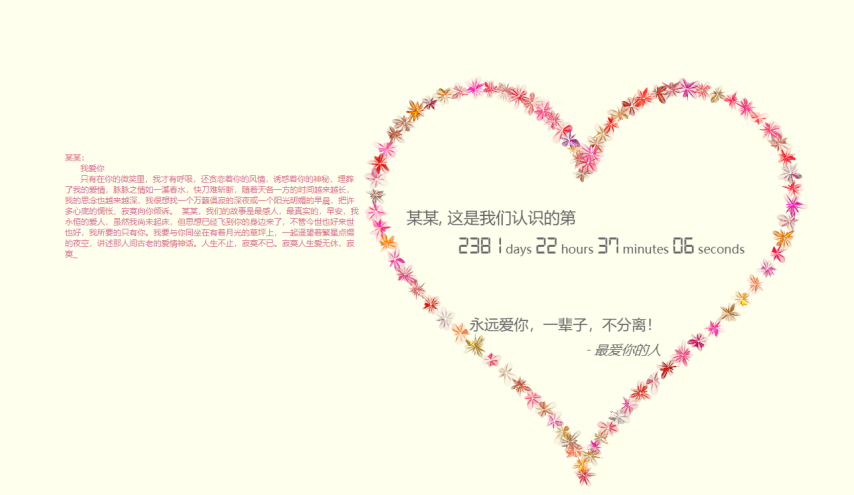 某某：
我爱你
只有在你的微笑里，我才有呼吸，还贪恋着你的风情，诱惑着你的神秘，埋葬
了我的爱情，脉脉之情如一溪春水，快刀难斩断，随着天各一方的时间越来越长，
我的思念也越来越深，我很想找一个万籁俱寂的深夜或一个阳光明媚的早晨，把许
多心底的惆怅、寂寞向你倾诉。 某某，我们的故事是最感人，最真实的，早安，我
永恒的爱人，虽然我尚未起床，但思想已经飞到你的身边来了，不管今世也好来世
也好，我所要的只有你。我要与你同坐在有着月光的草坪上，一起遥望着繁星点缀
的夜空，讲述那人间古老的爱情神话。人生不止，寂寞不已。寂寞人生爱无休，寂
寞_
某某, 这是我们认识的第
2381 days 22 hours 37 minutes 06 seconds
永远爱你，一辈子，不分离！
- 最爱你的人